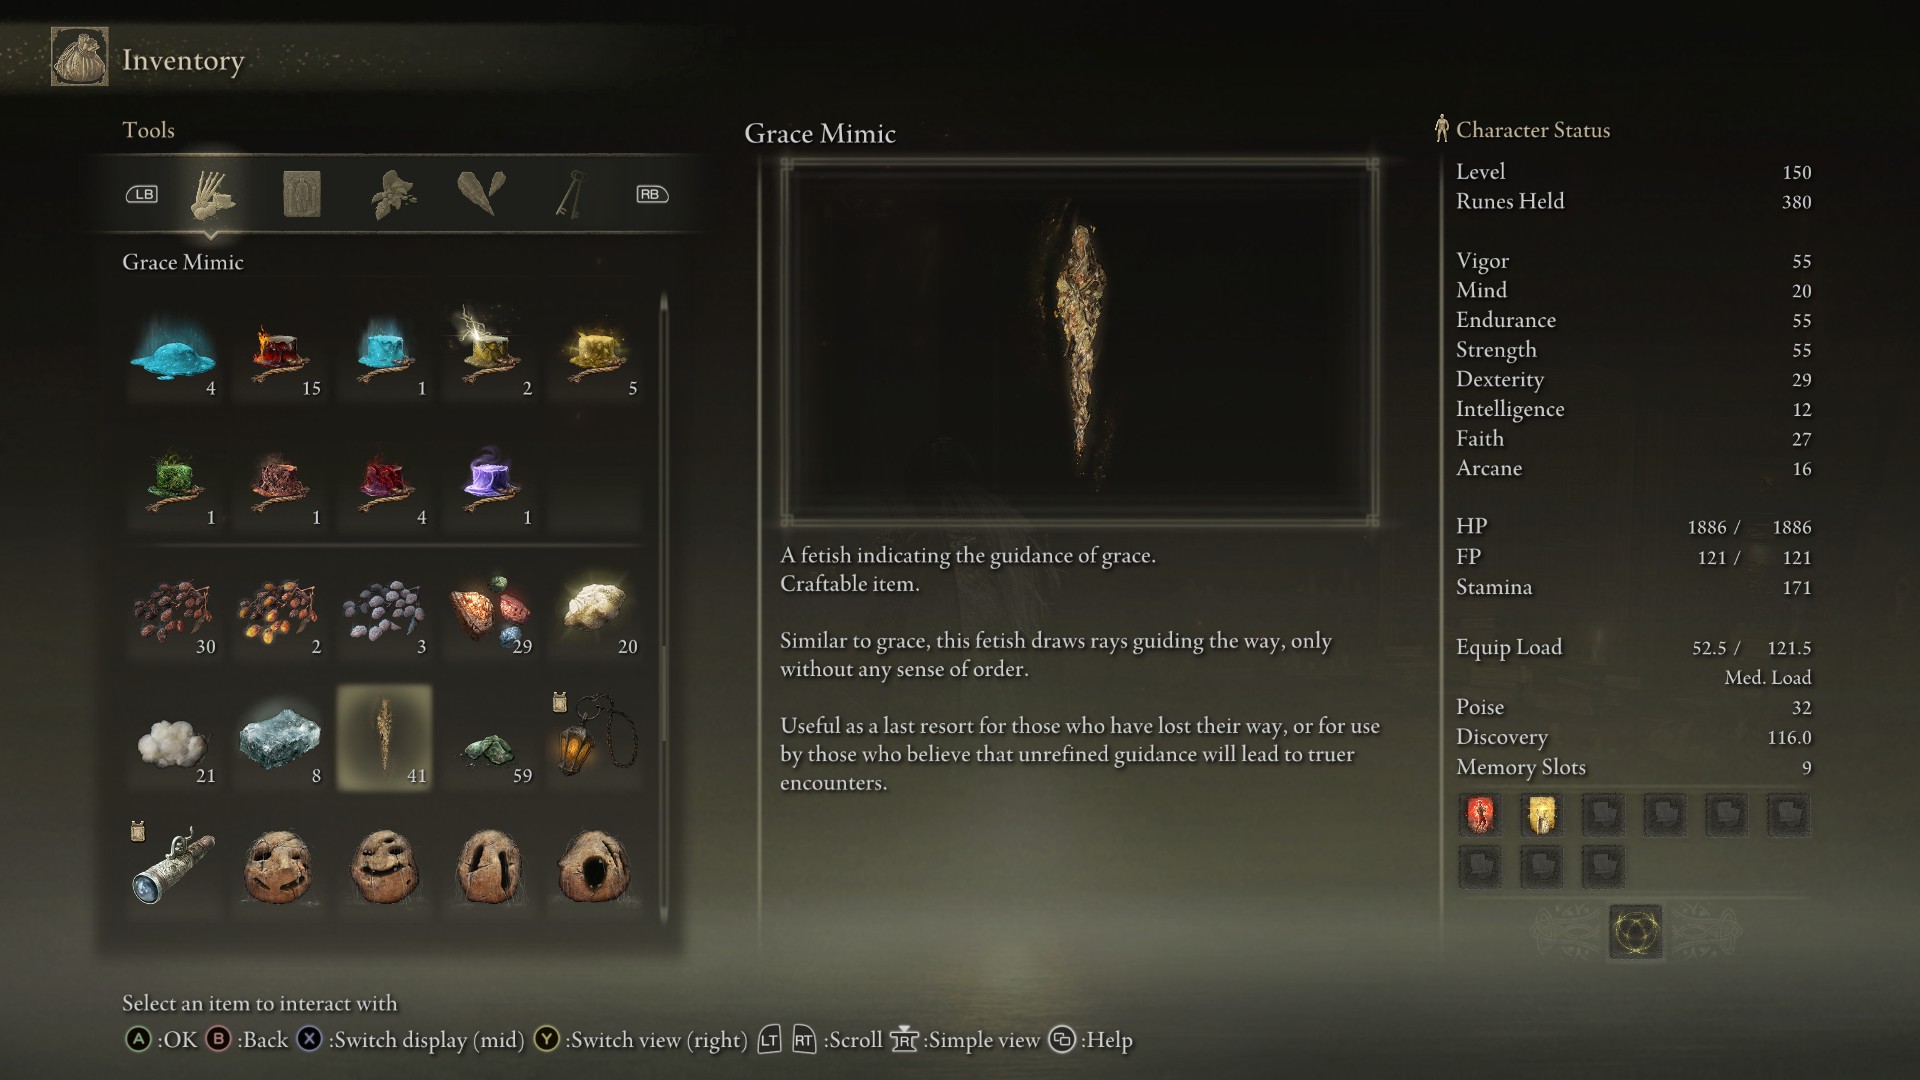 Inventory
Tools
LB
RB
Grace Mimic
4
15
1
2
5
1
1
4
1
30
2
3
29
20
21
8
41
59
Grace Mimic
A fetish indicating the guidance of grace.
Craftable item.
Similar to grace, this fetish draws rays guiding the way, only
without any sense of order.
Useful as a last resort for those who have lost their way, or for use
by those who believe that unrefined guidance will lead to truer
encounters.
Character Status
Level 150
Runes Held 380
Vigor 55
Mind 20
Endurance 55
Strength 55
Dexterity 29
Intelligence 12
Faith 27
Arcane 16
HP 1886 / 1886
FP 121 / 121
Stamina 171
Equip Load 52.5 / 121.5
Med. Load
Poise 32
Discovery 116.0
Memory Slots 9
Select an item to interact with
A :OK B :Back X :Switch display (mid) Y :Switch view (right) LT RT :Scroll R :Simple view :Help